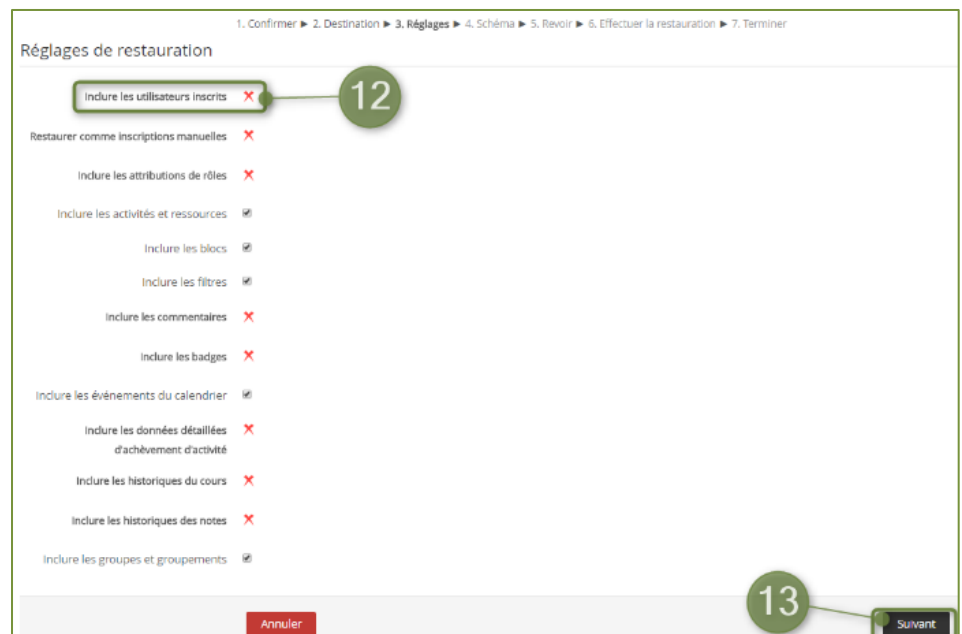 1. Confirmer ► 2. Destination ► 3. Réglages ► 4. Schéma ► 5. Revoir ► 6. Effectuer la restauration ► 7. Terminer
Réglages de restauration
Inclure les utilisateurs inscrits
12
Restaurer comme inscriptions manuelles
Inclure les attributions de rôles
Inclure les activités et ressources
Inclure les blocs
Inclure les filtres
Inclure les commentaires
Inclure les badges
Inclure les événements du calendrier
Inclure les données détaillées
d'achèvement d'activité
Inclure les historiques du cours
Inclure les historiques des notes
Inclure les groupes et groupements
13
Annuler
Suivant